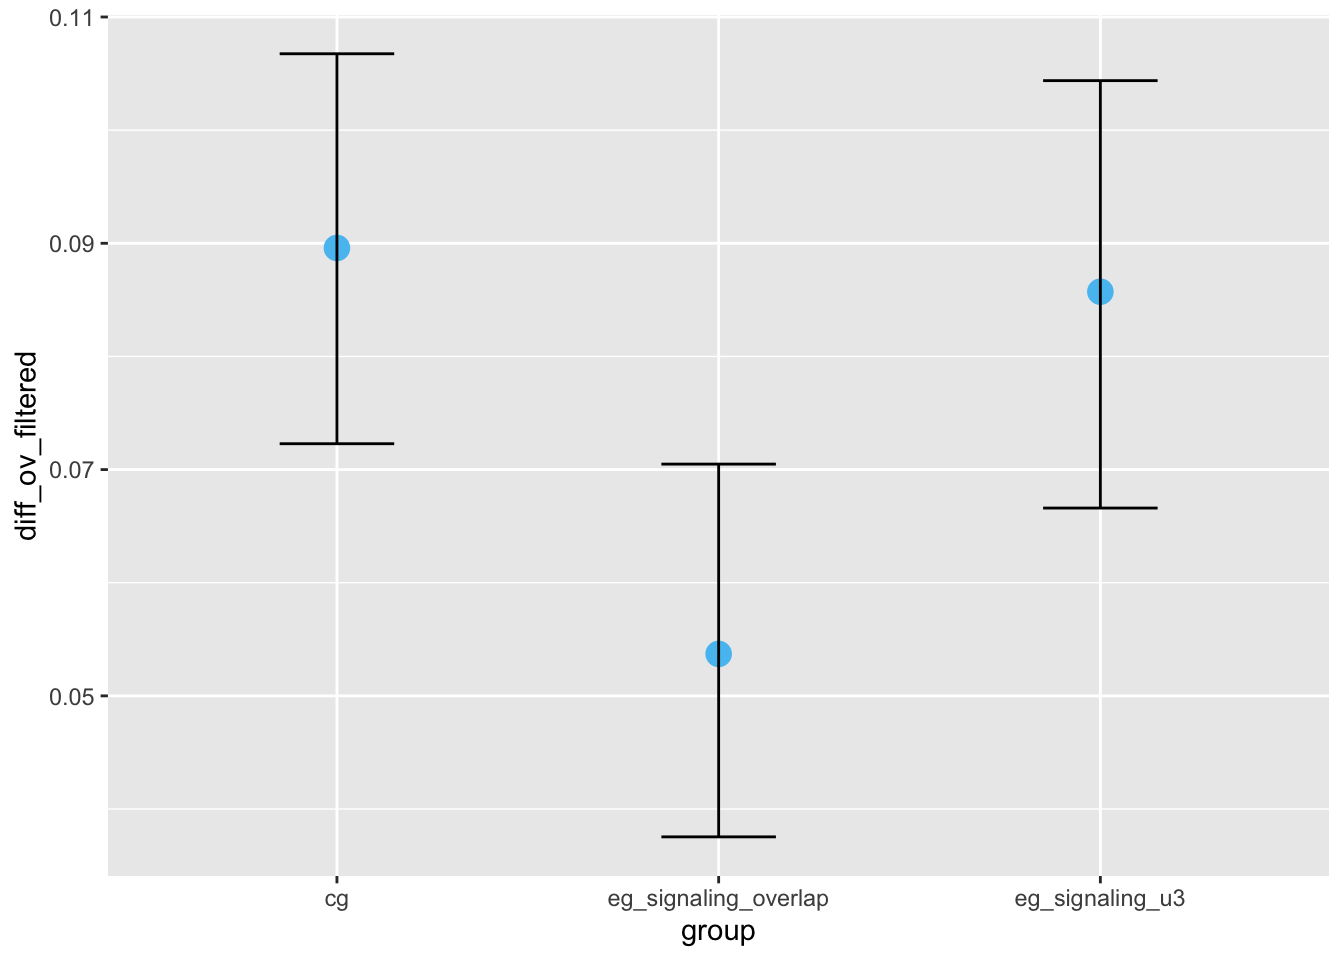 0.11
0.09
0.07
0.05
diff_ov_filtered
cg
eg_signaling_overlap
eg_signaling_u3
group